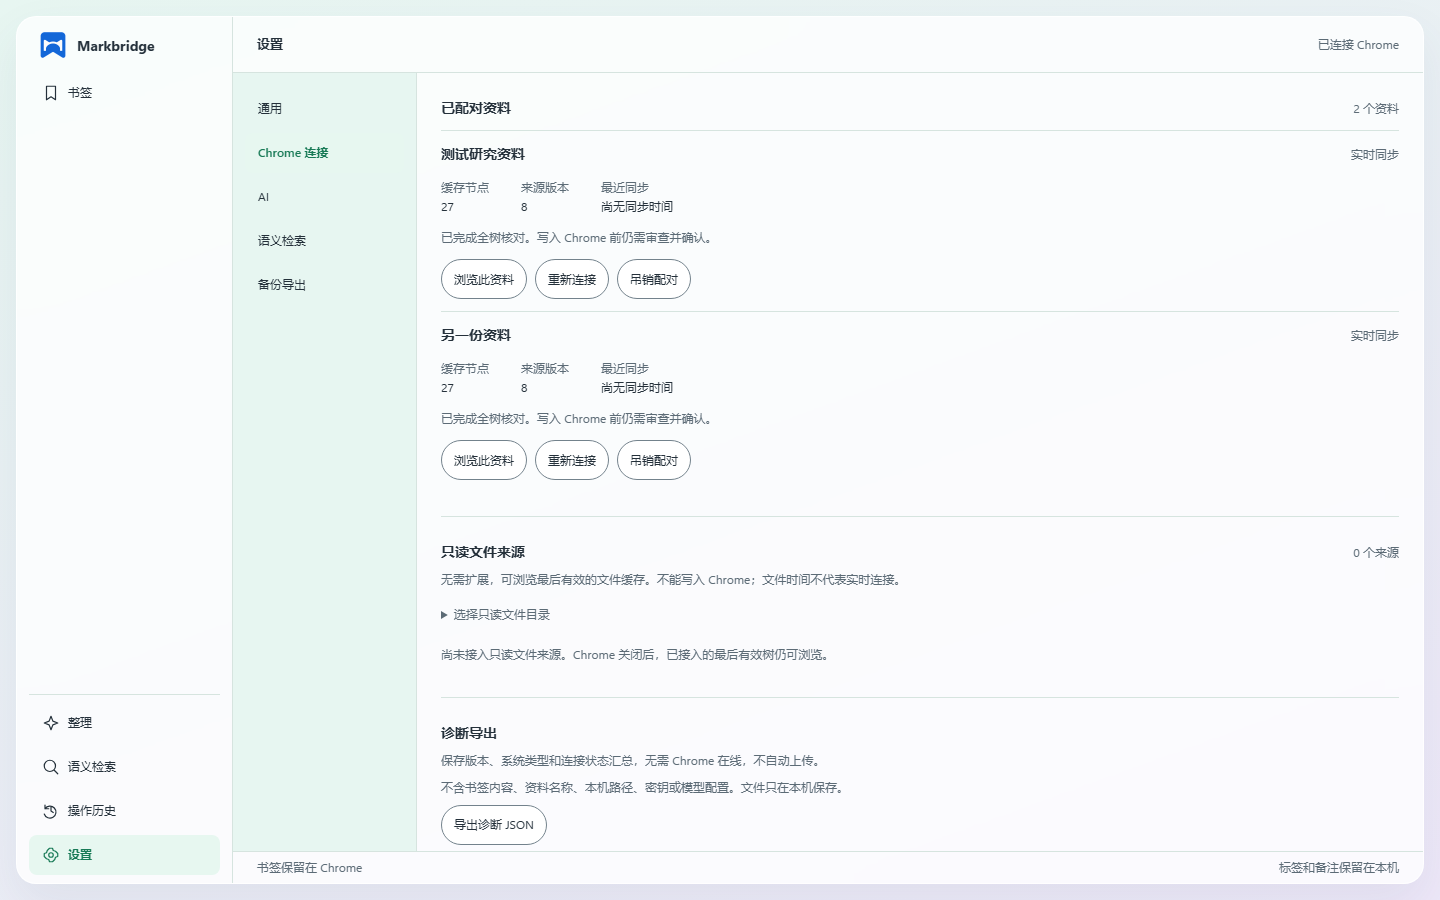 Markbridge
书签
整理
语义检索
操作历史
设置
设置
已连接 Chrome
通用
Chrome 连接
AI
语义检索
备份导出
已配对资料
2 个资料
测试研究资料
实时同步
缓存节点 来源版本 最近同步
27 8 尚无同步时间
已完成全树核对。写入 Chrome 前仍需审查并确认。
浏览此资料 重新连接 吊销配对
另一份资料
实时同步
缓存节点 来源版本 最近同步
27 8 尚无同步时间
已完成全树核对。写入 Chrome 前仍需审查并确认。
浏览此资料 重新连接 吊销配对
只读文件来源
0 个来源
无需扩展，可浏览最后有效的文件缓存。不能写入 Chrome；文件时间不代表实时连接。
选择只读文件目录
尚未接入只读文件来源。Chrome 关闭后，已接入的最后有效树仍可浏览。
诊断导出
保存版本、系统类型和连接状态汇总，无需 Chrome 在线，不自动上传。
不含书签内容、资料名称、本机路径、密钥或模型配置。文件只在本机保存。
导出诊断 JSON
书签保留在 Chrome
标签和备注保留在本机